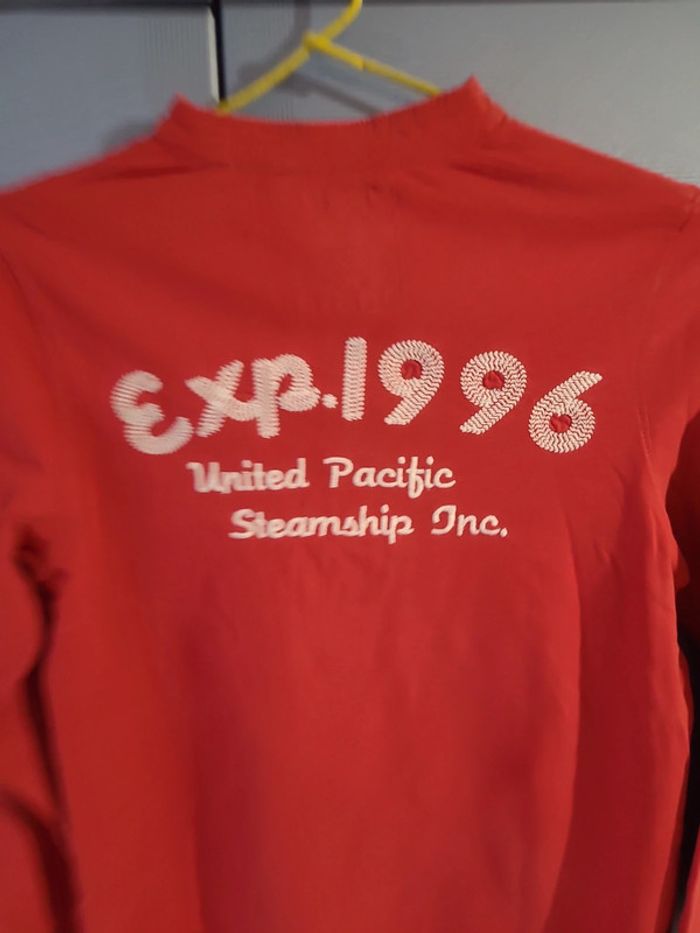 Exp.1996
United Pacific
Steamship Inc.